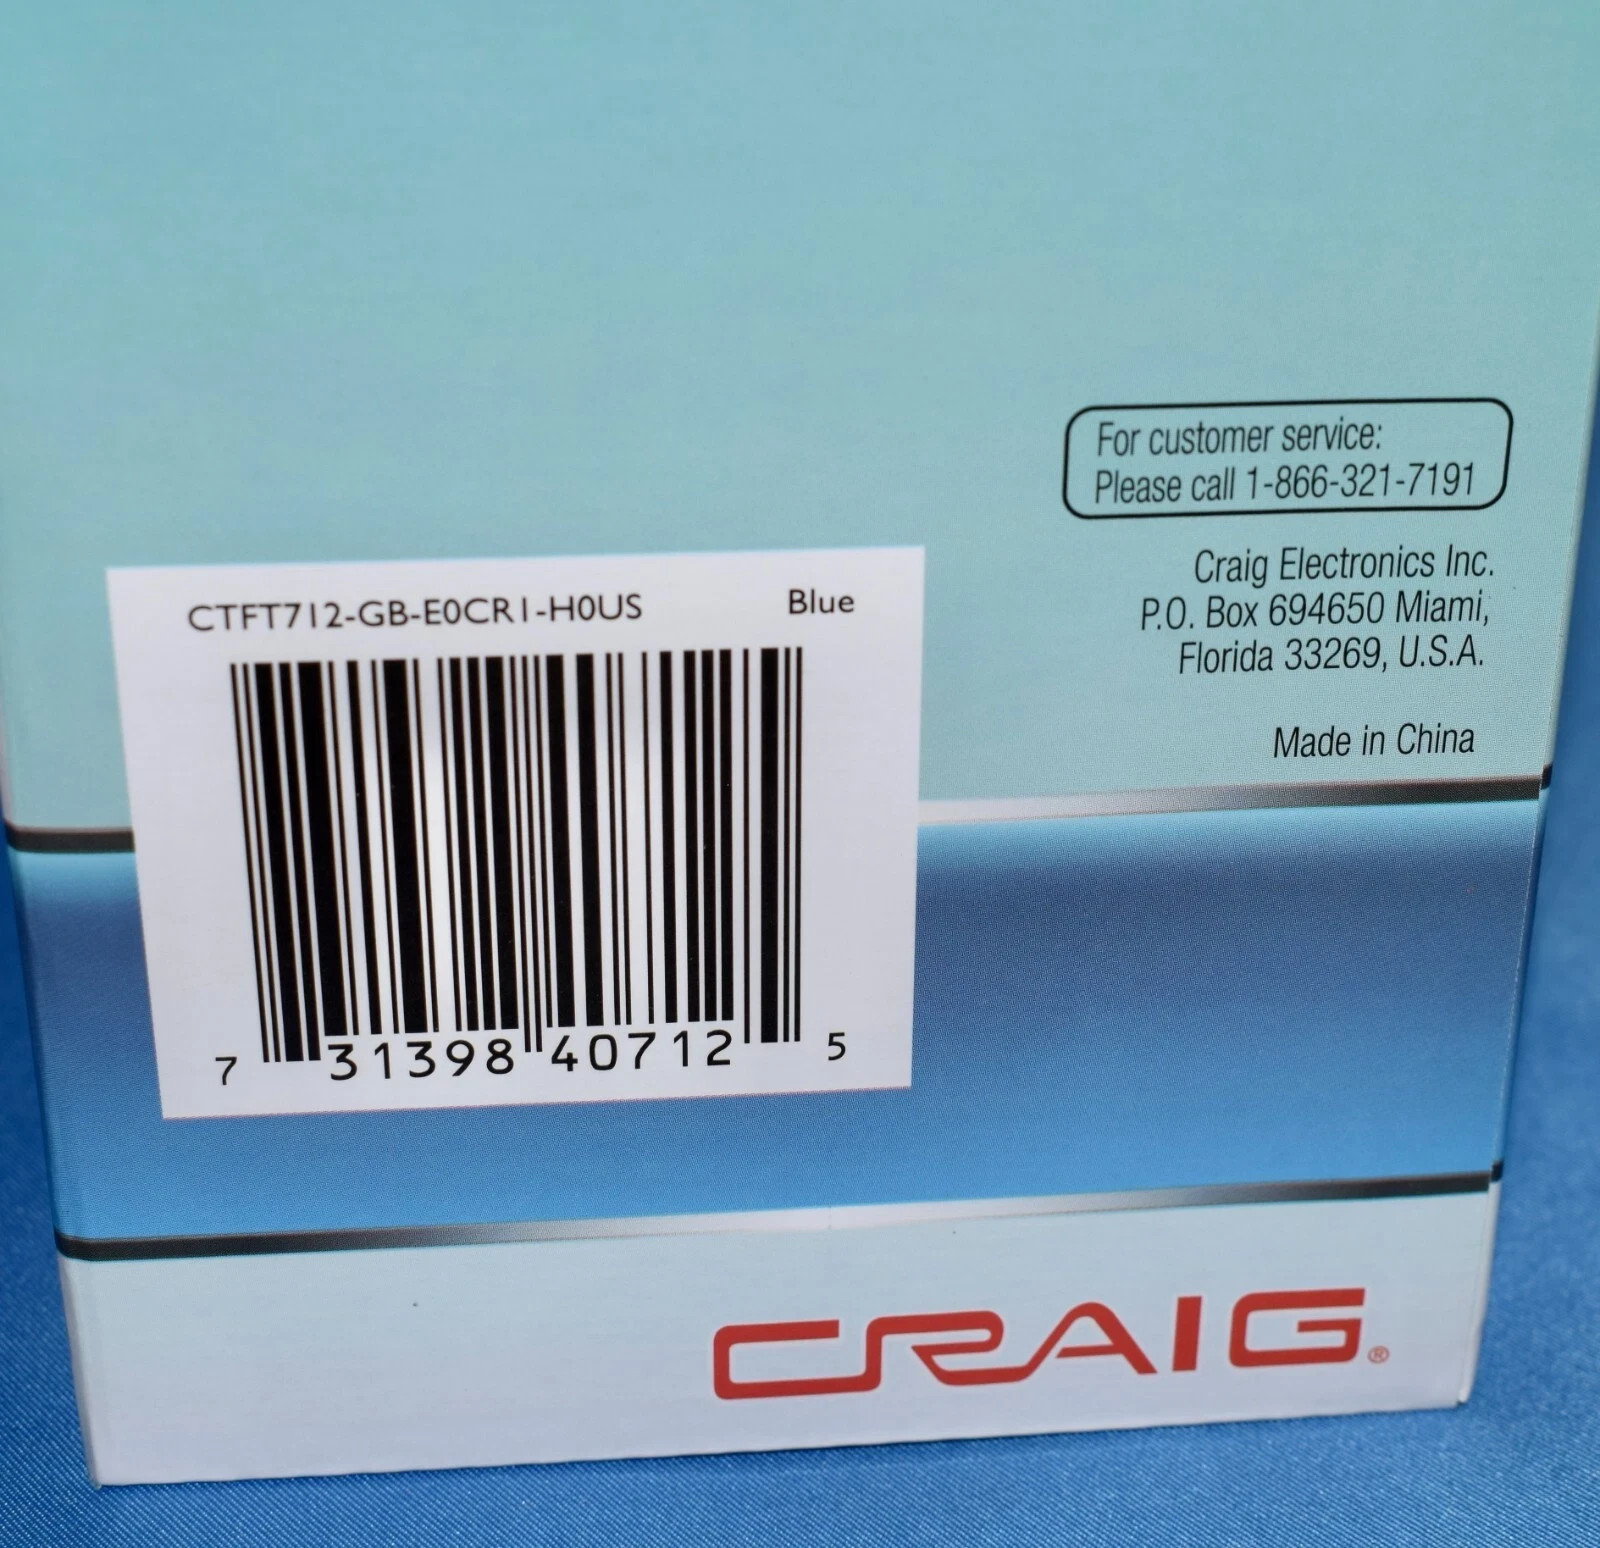 For customer service:
Please call 1-866-321-7191
Craig Electronics Inc.
P.O. Box 694650 Miami,
Florida 33269, U.S.A.
Made in China
CTFT712-GB-E0CR1-H0US Blue
7 31398 40712 5
CRAIG®